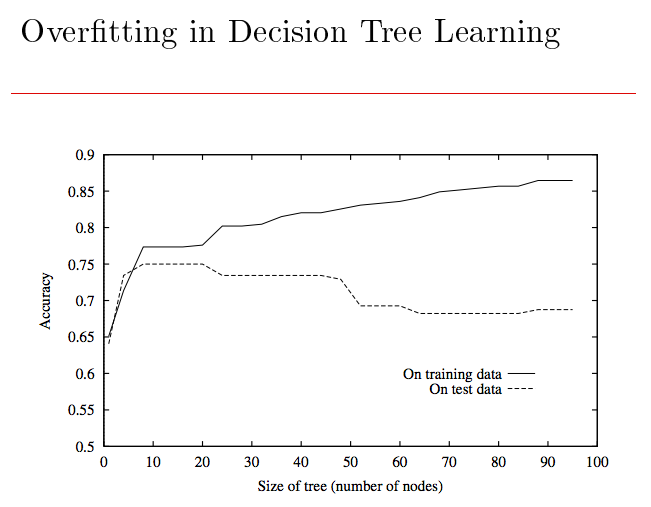 Overfitting in Decision Tree Learning
0.9
0.85
0.8
0.75
0.7
0.65
0.6
0.55
0.5
Accuracy
On training data
On test data
0 10 20 30 40 50 60 70 80 90 100
Size of tree (number of nodes)